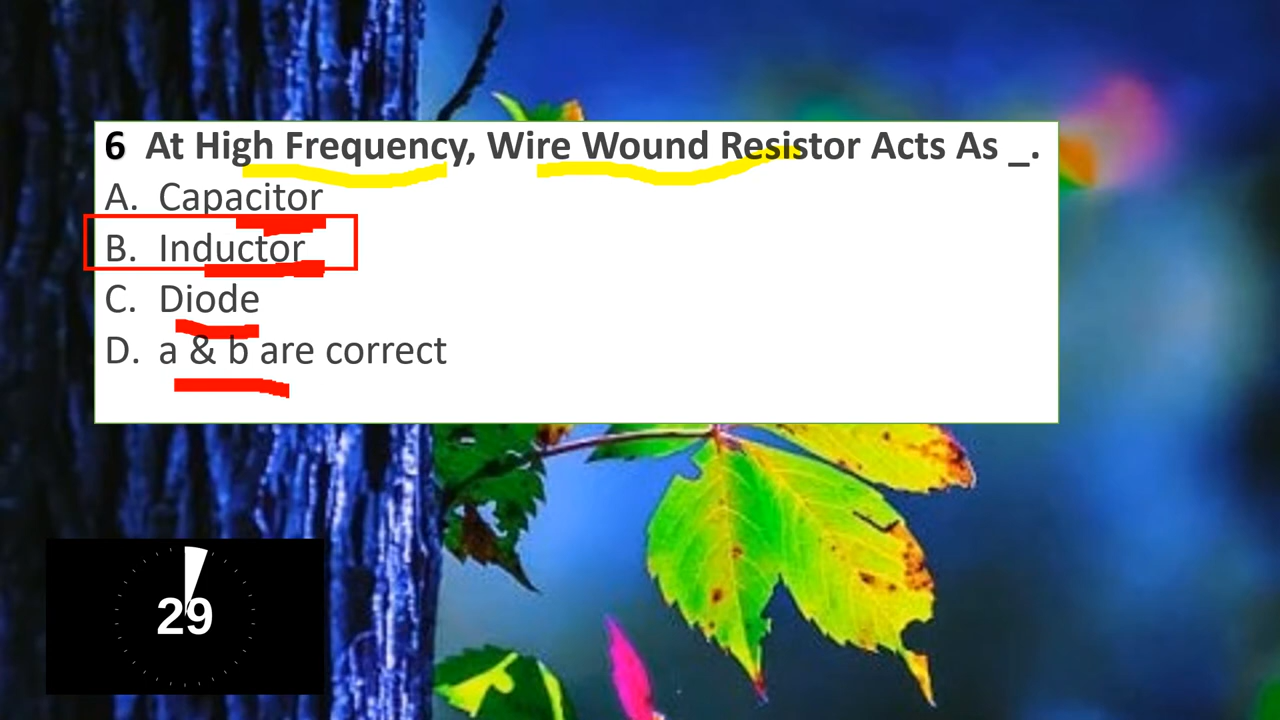 6 At High Frequency, Wire Wound Resistor Acts As _.
A. Capacitor
B. Inductor
C. Diode
D. a & b are correct
29